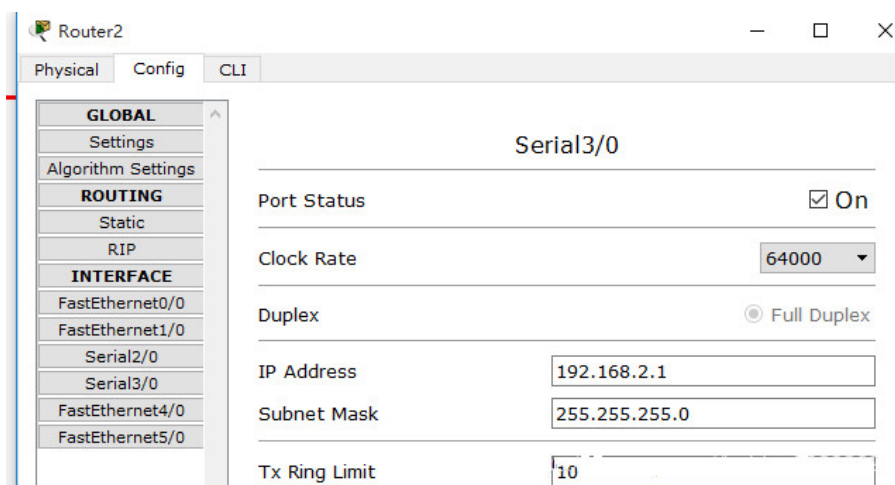 Router2
Physical Config CLI
GLOBAL
Settings
Algorithm Settings
ROUTING
Static
RIP
INTERFACE
FastEthernet0/0
FastEthernet1/0
Serial2/0
Serial3/0
FastEthernet4/0
FastEthernet5/0
Serial3/0
Port Status On
Clock Rate 64000
Duplex Full Duplex
IP Address 192.168.2.1
Subnet Mask 255.255.255.0
Tx Ring Limit 10